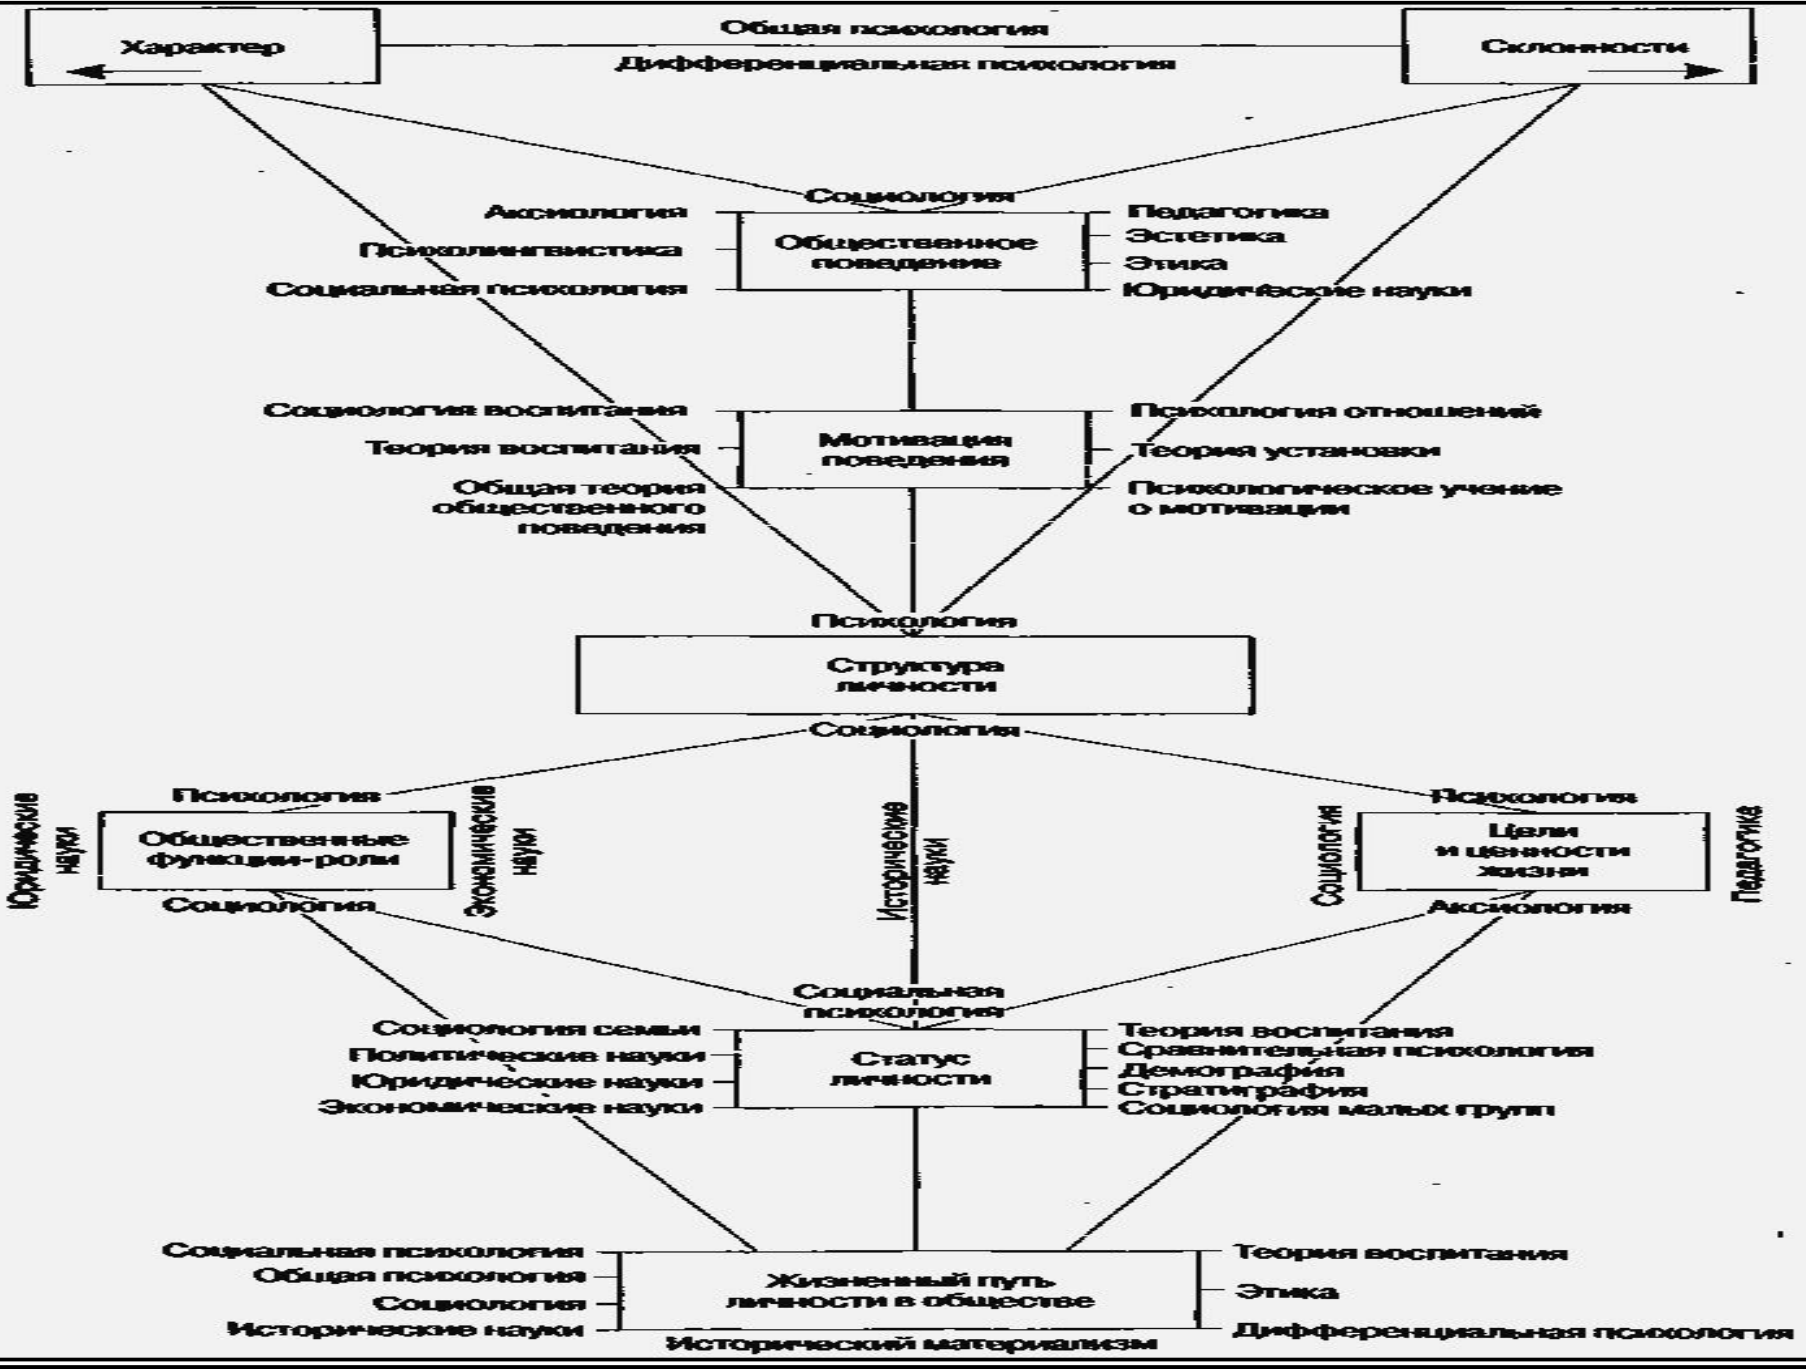 Общая психология
Характер
Склонности
Дифференциальная психология
Социология
Аксиология
Педагогика
Общественное
поведение
Эстетика
Психолингвистика
Этика
Социальная психология
Юридические науки
Социология воспитания
Психология отношений
Мотивация
поведения
Теория воспитания
Теория установки
Общая теория
общественного
поведения
Психологическое учение
о мотивации
Психология
Структура
личности
Социология
Психология
Психология
Юридические
науки
Общественные
функции-роли
Экономические
науки
Исторические
науки
Социология
Цели
и ценности
жизни
Педагогика
Социология
Аксиология
Социальная
психология
Социология семьи
Политические науки
Юридические науки
Экономические науки
Статус
личности
Теория воспитания
Сравнительная психология
Демография
Стратиграфия
Социология малых групп
Социальная психология
Общая психология
Социология
Исторические науки
Жизненный путь
личности в обществе
Теория воспитания
Этика
Дифференциальная психология
Исторический материализм